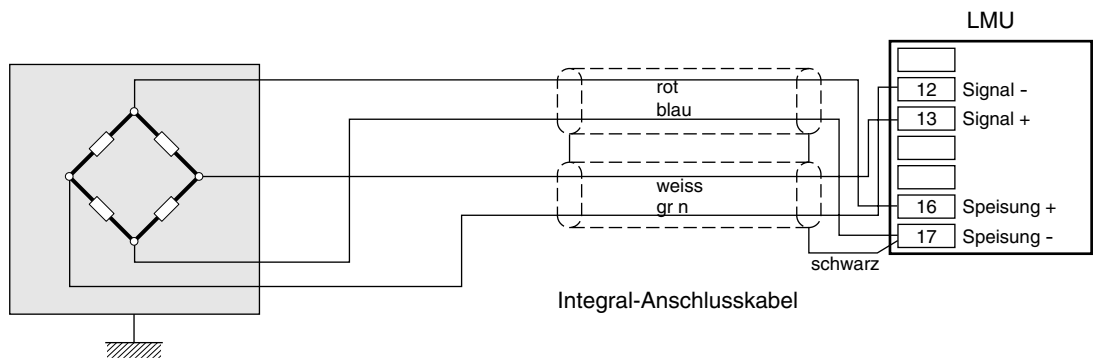 LMU
rot
blau
weiss
gr n
schwarz
12 Signal -
13 Signal +
16 Speisung +
17 Speisung -
Integral-Anschlusskabel